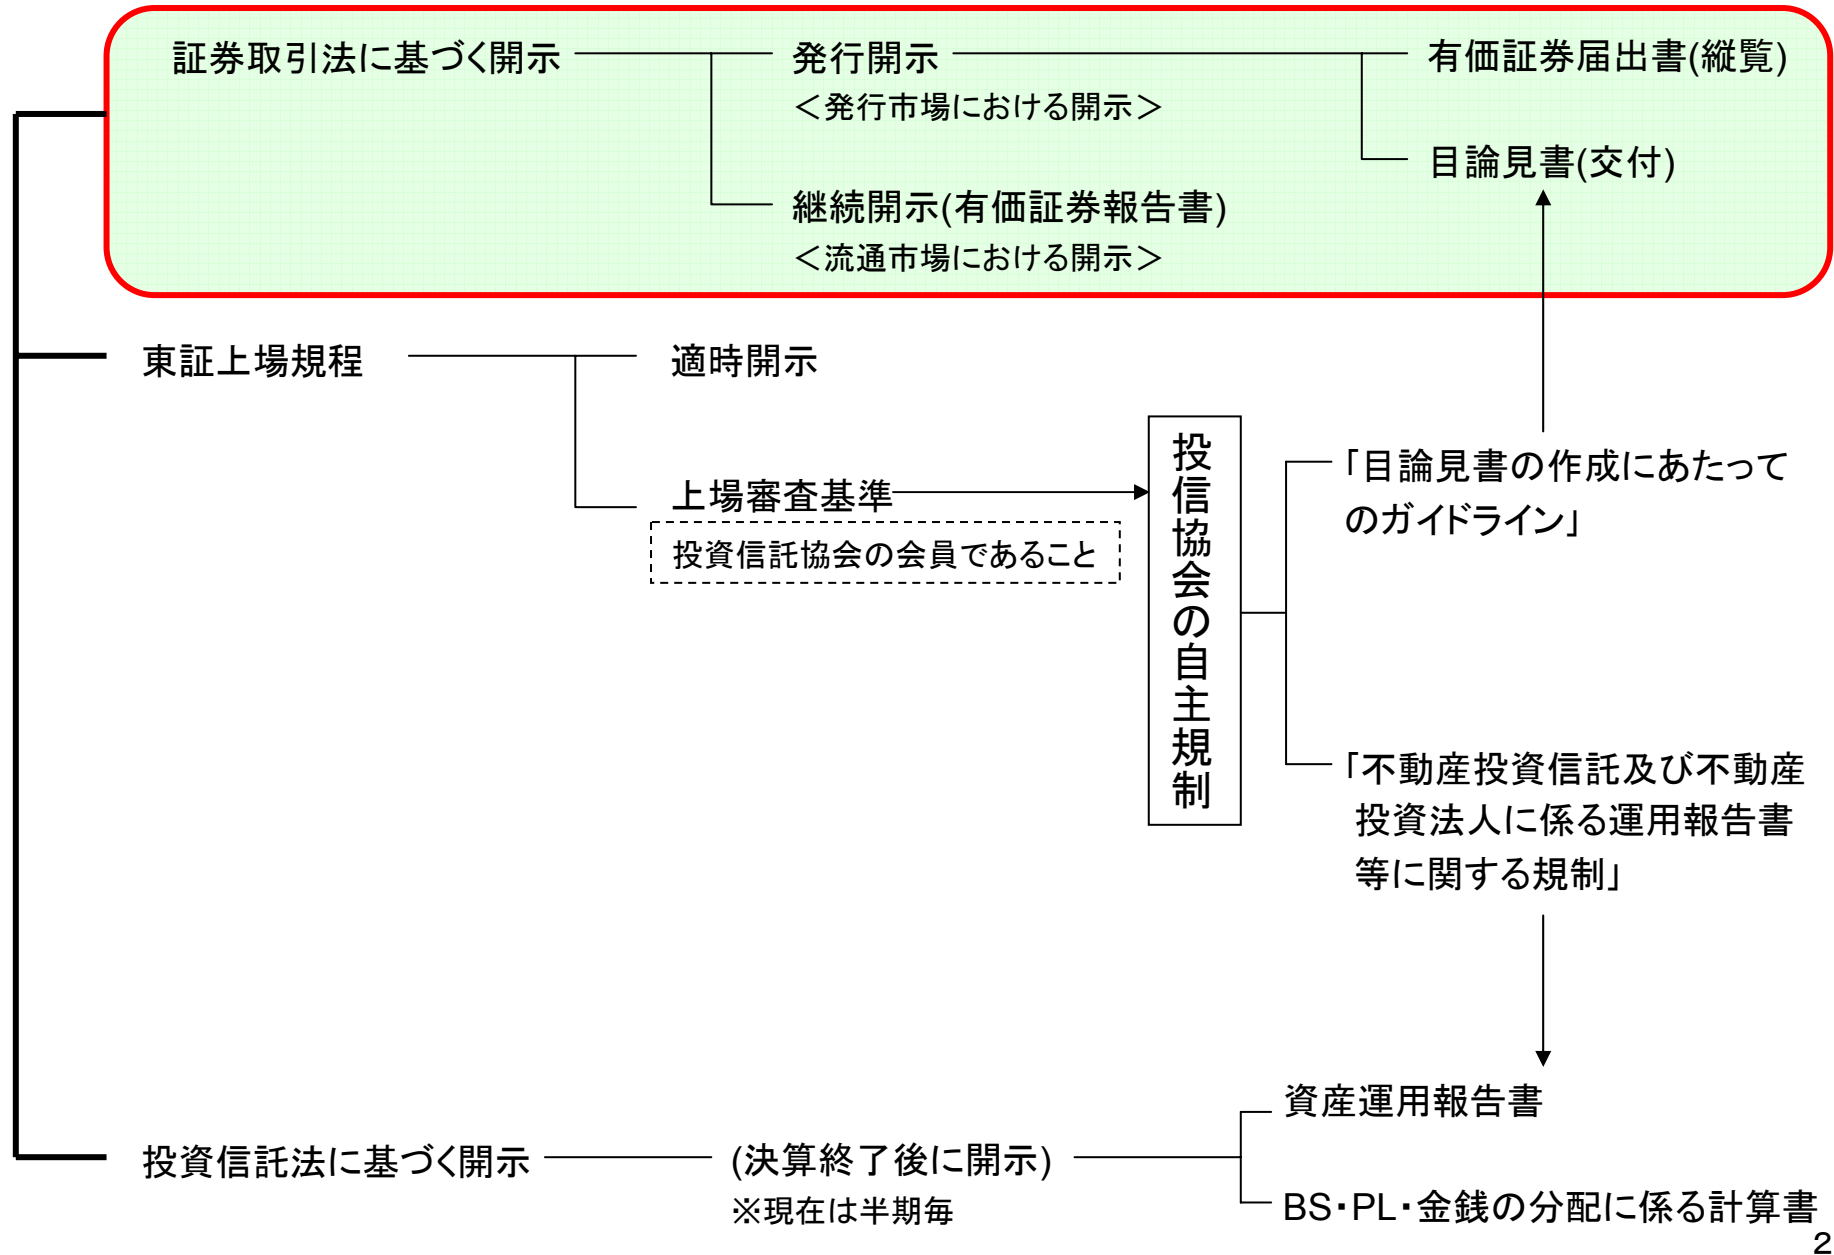 証券取引法に基づく開示
発行開示
有価証券届出書(縦覧)
＜発行市場における開示＞
目論見書(交付)
継続開示(有価証券報告書)
＜流通市場における開示＞
東証上場規程
適時開示
上場審査基準
投資信託協会の会員であること
投信協会の自主規制
「目論見書の作成にあたって
のガイドライン」
「不動産投資信託及び不動産
投資法人に係る運用報告書
等に関する規制」
資産運用報告書
投資信託法に基づく開示
(決算終了後に開示)
※現在は半期毎
BS・PL・金銭の分配に係る計算書
2